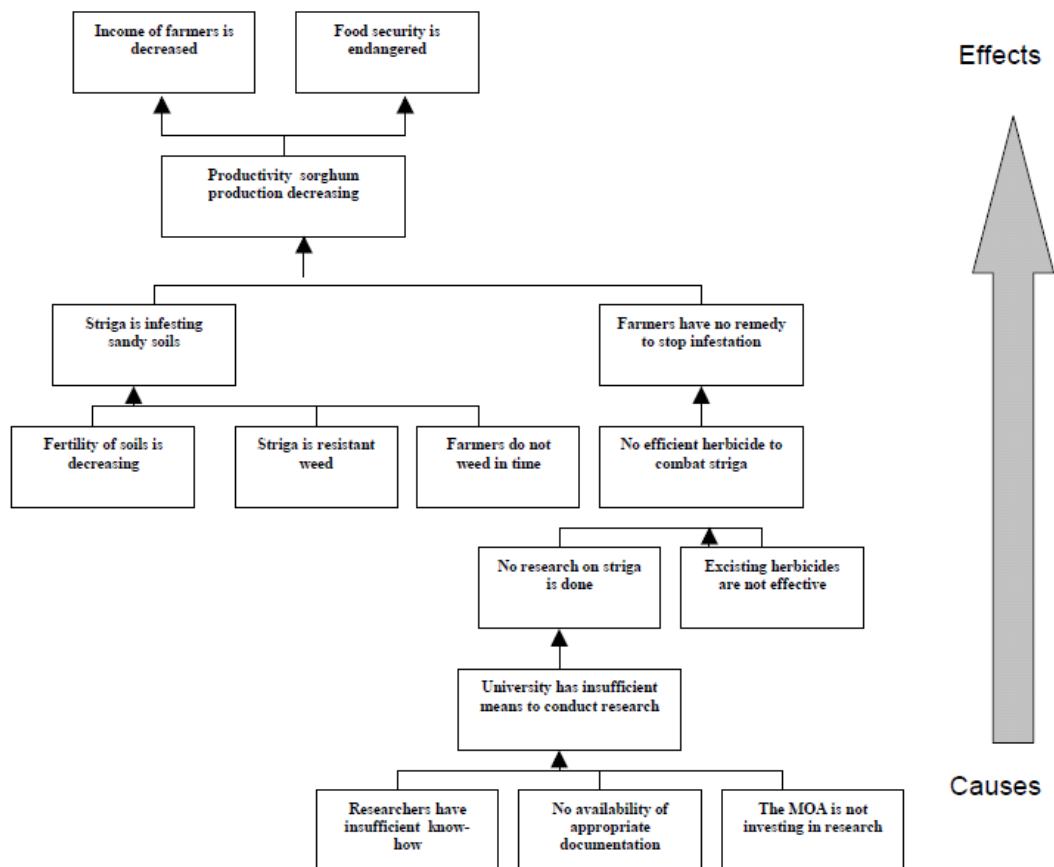 Income of farmers is
decreased
Food security is
endangered
Effects
Productivity sorghum
production decreasing
Striga is infesting
sandy soils
Farmers have no remedy
to stop infestation
Fertility of soils is
decreasing
Striga is resistant
weed
Farmers do not
weed in time
No efficient herbicide to
combat striga
No research on striga
is done
Excisting herbicides
are not effective
University has insufficient
means to conduct research
Causes
Researchers have
insufficient know-
how
No availability of
appropriate
documentation
The MOA is not
investing in research